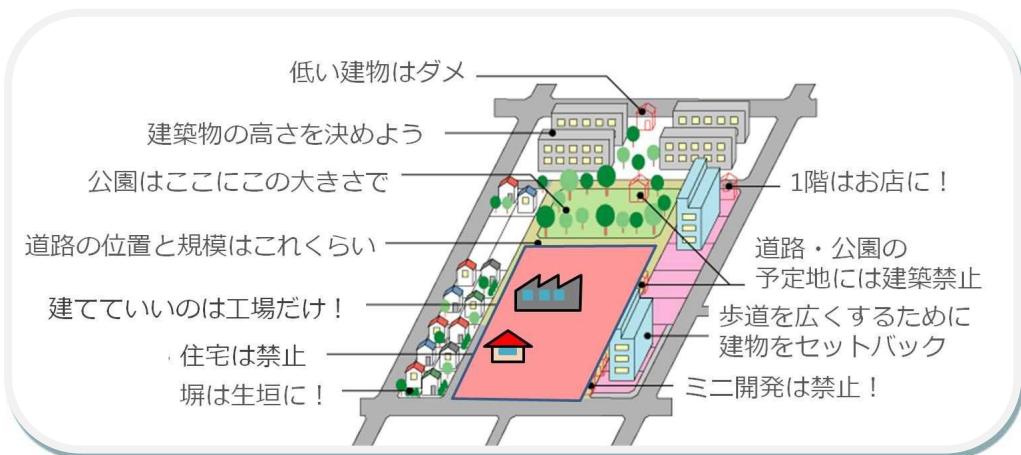 低い建物はダメ
建築物の高さを決めよう
公園はここにこの大きさで
道路の位置と規模はこれくらい
建てていいのは工場だけ！
住宅は禁止
塀は生垣に！
1階はお店に！
道路・公園の
予定地には建築禁止
歩道を広くするために
建物をセットバック
ミニ開発は禁止！